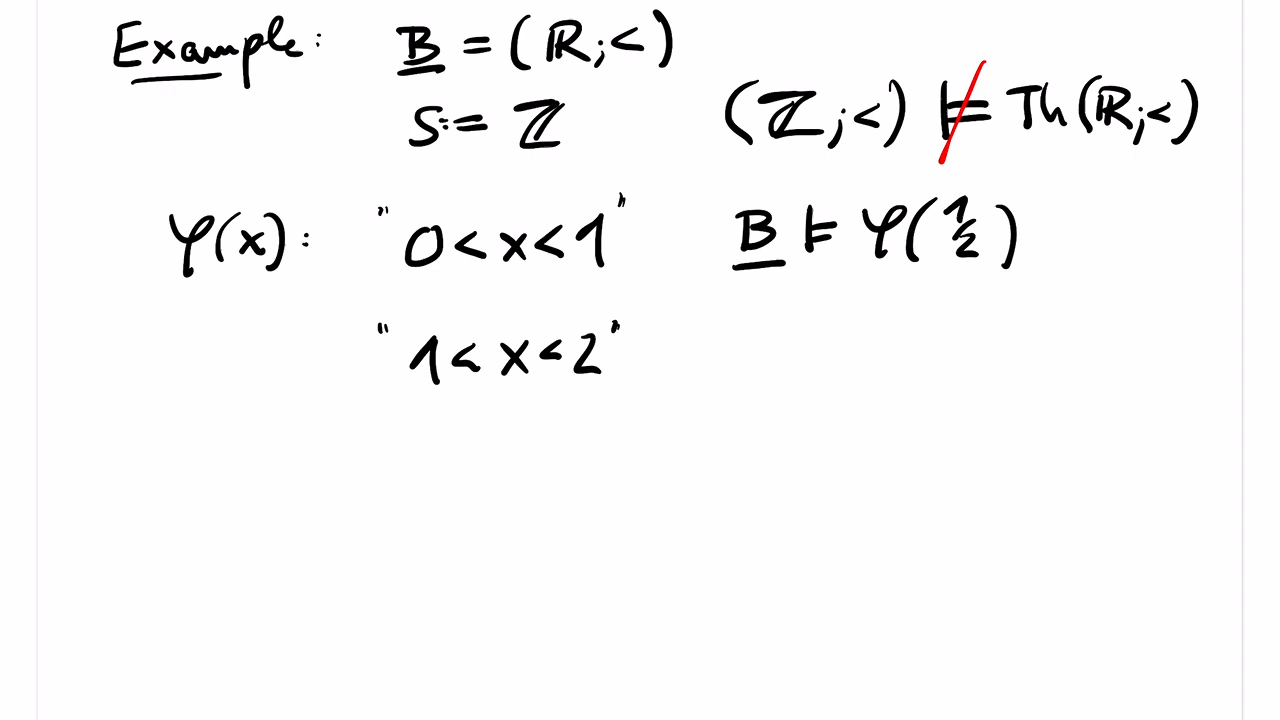 Example: B = (ℝ;<)
S := ℤ (ℤ;<) ⊭ Th(ℝ;<)
φ(x): "0 < x < 1" B ⊨ φ(1/2)
"1 < x < 2"